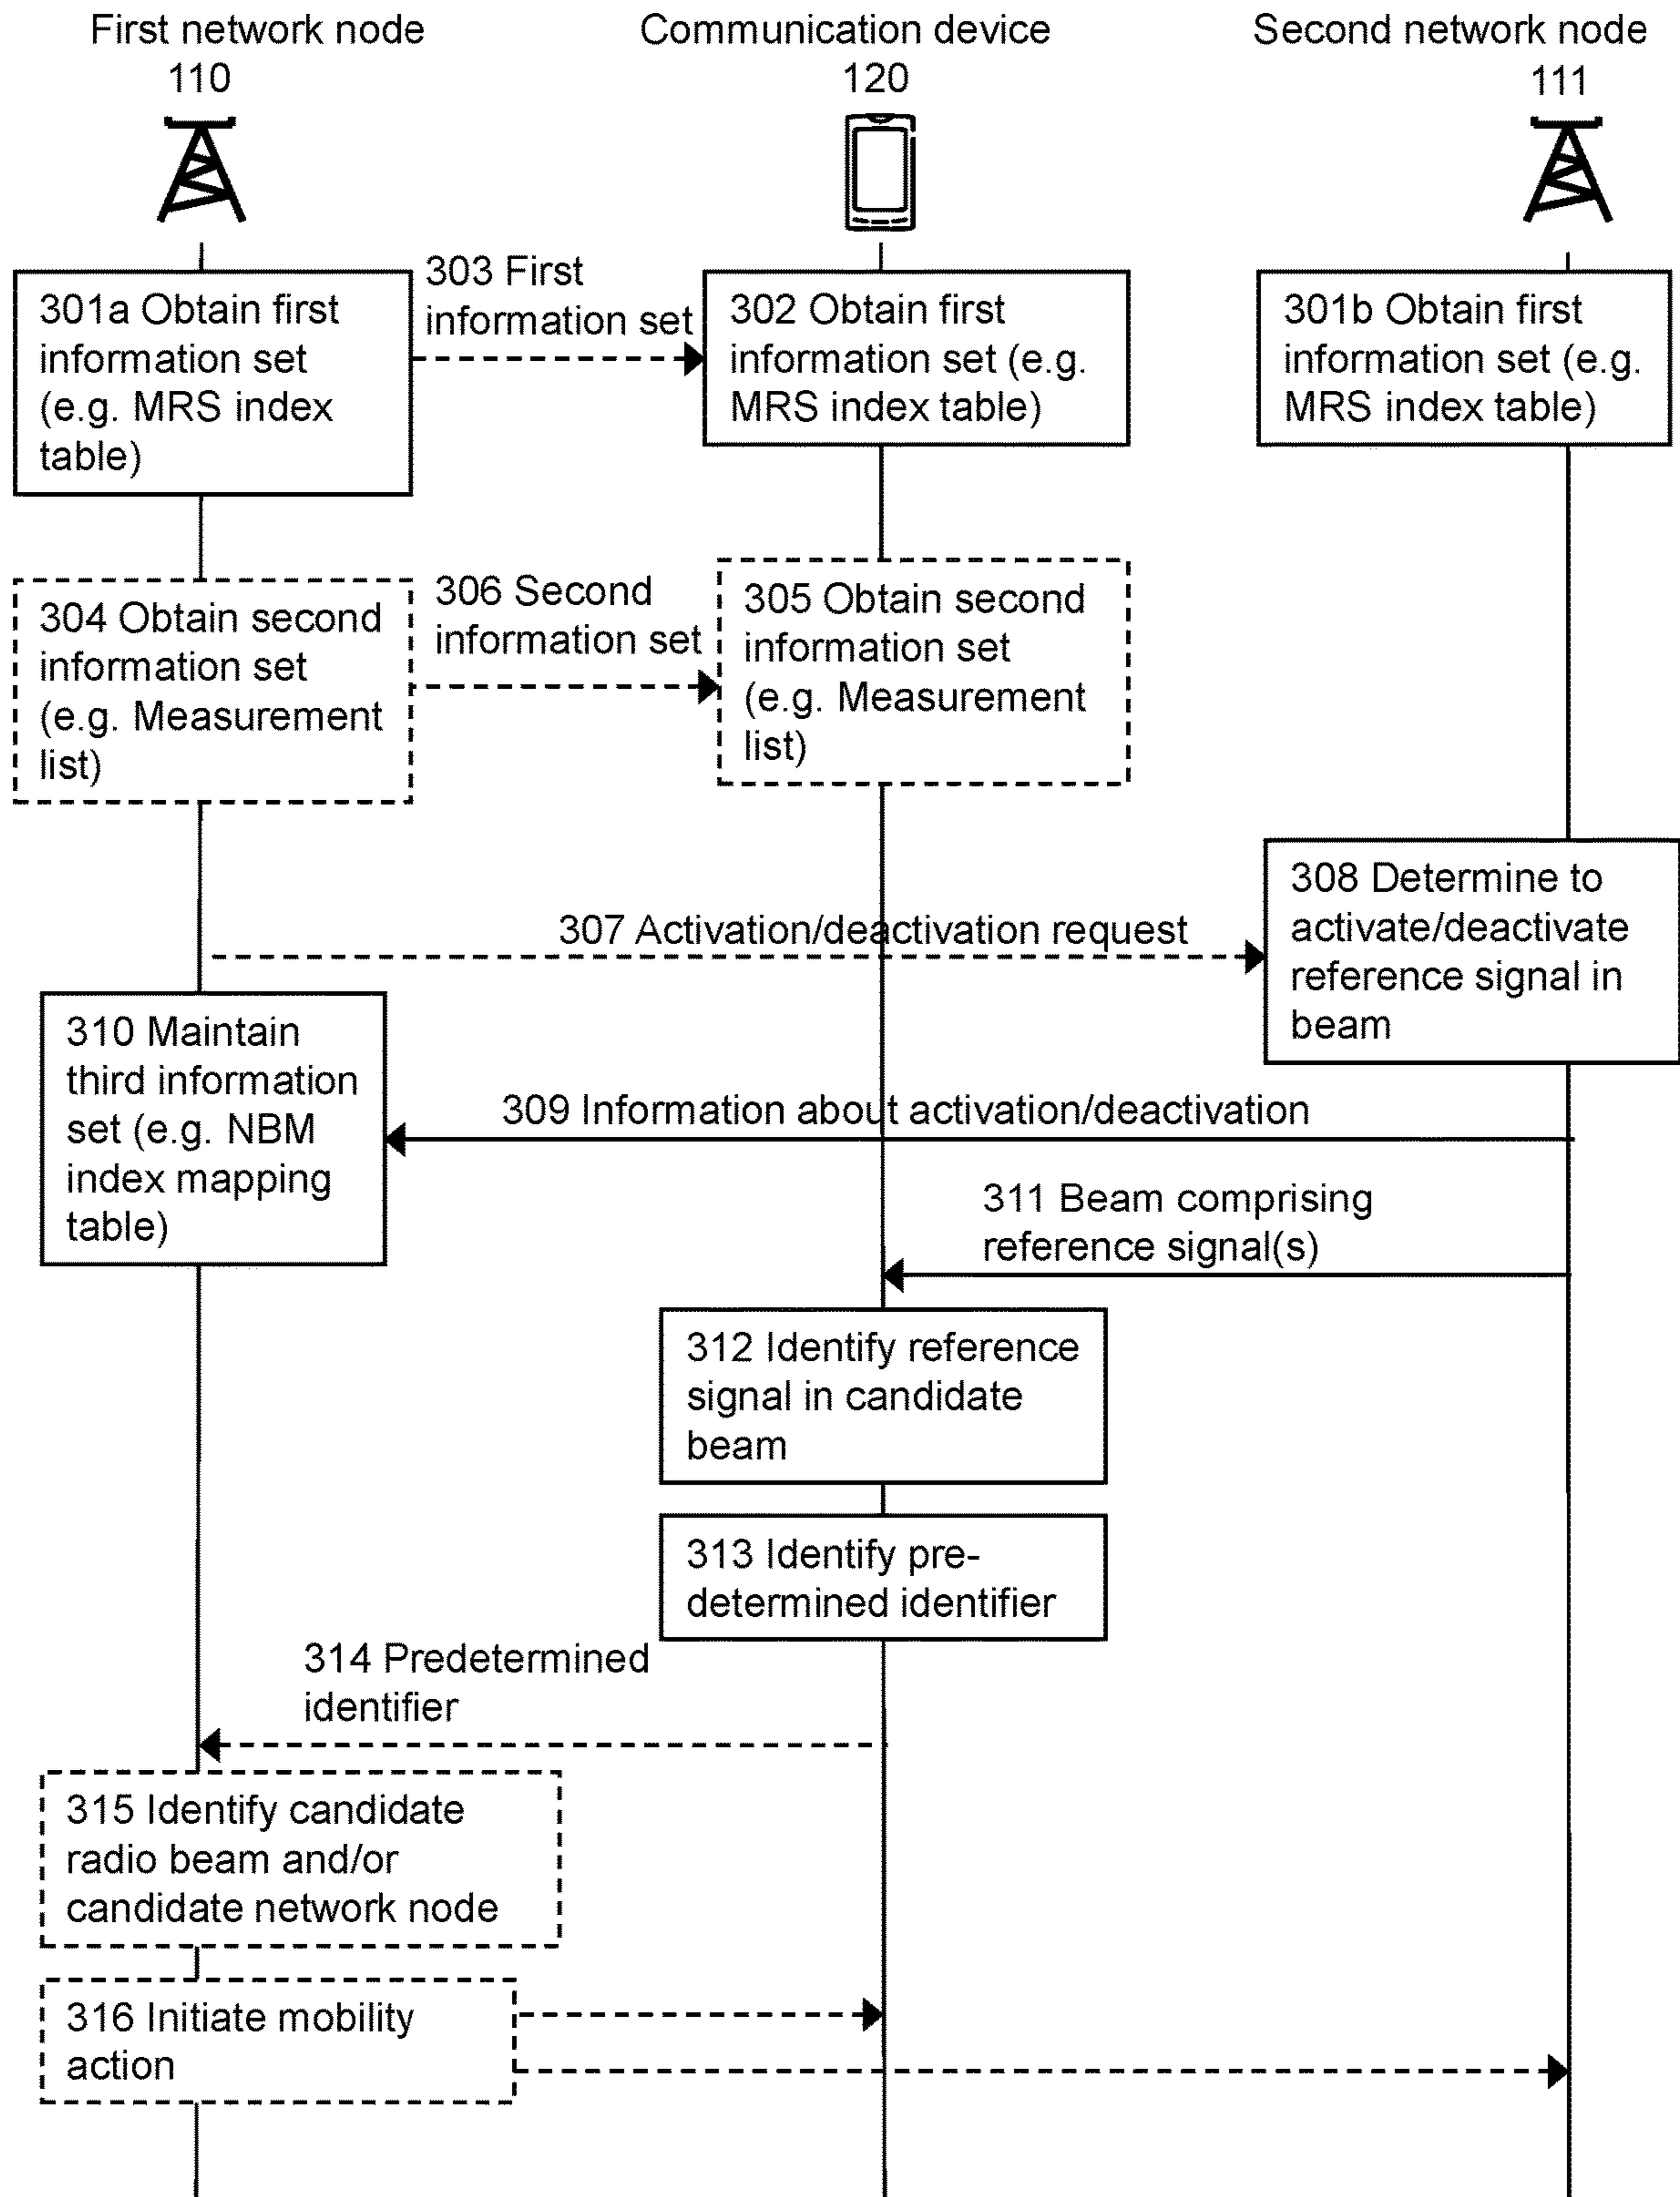 First network node
110
Communication device
120
Second network node
111
301a Obtain first
information set
(e.g. MRS index
table)
303 First
information set
302 Obtain first
information set (e.g.
MRS index table)
301b Obtain first
information set (e.g.
MRS index table)
304 Obtain second
information set
(e.g. Measurement
list)
306 Second
information set
305 Obtain second
information set
(e.g. Measurement
list)
307 Activation/deactivation request
308 Determine to
activate/deactivate
reference signal in
beam
310 Maintain
third information
set (e.g. NBM
index mapping
table)
309 Information about activation/deactivation
311 Beam comprising
reference signal(s)
312 Identify reference
signal in candidate
beam
313 Identify pre-
determined identifier
314 Predetermined
identifier
315 Identify candidate
radio beam and/or
candidate network node
316 Initiate mobility
action